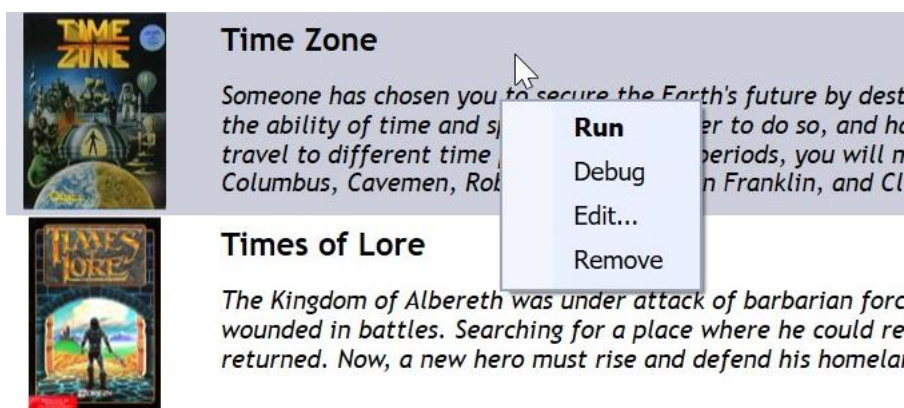 TIME
ZONE
Time Zone
Someone has chosen you to secure the Earth's future by dest
the ability of time and s er to do so, and h
travel to different time eriods, you will n
Columbus, Cavemen, Rob n Franklin, and Cl
Run
Debug
Edit...
Remove
TIMES
OF
LORE
Times of Lore
The Kingdom of Albereth was under attack of barbarian forc
wounded in battles. Searching for a place where he could re
returned. Now, a new hero must rise and defend his homela